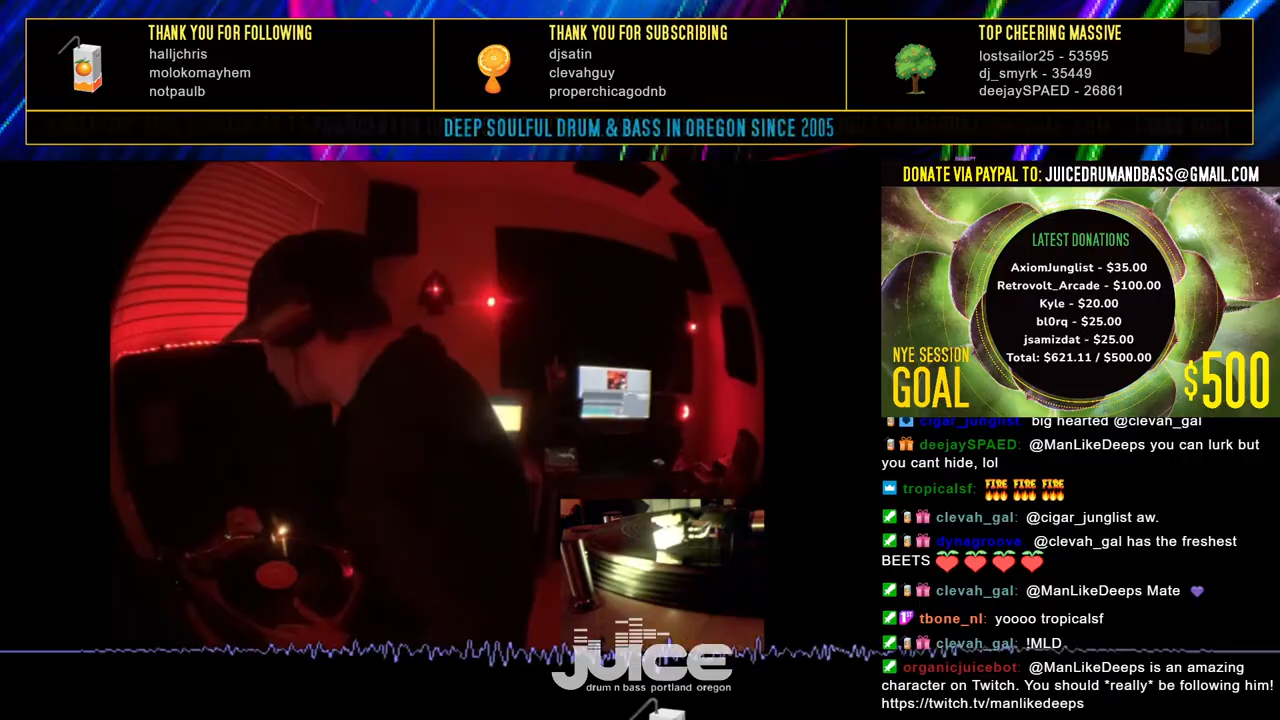 THANK YOU FOR FOLLOWING
halljchris
molokomayhem
notpaulb
THANK YOU FOR SUBSCRIBING
djsatin
clevahguy
properchicagodnb
TOP CHEERING MASSIVE
lostsailor25 - 53595
dj_smyrk - 35449
deejaySPAED - 26861
DEEP SOULFUL DRUM & BASS IN OREGON SINCE 2005
DONATE VIA PAYPAL TO: JUICEDRUMANDBASS@GMAIL.COM
LATEST DONATIONS
AxiomJunglist - $35.00
Retrovolt_Arcade - $100.00
Kyle - $20.00
bl0rq - $25.00
jsamizdat - $25.00
Total: $621.11 / $500.00
NYE SESSION
GOAL
$500
cigar_junglist: big hearted @clevah_gal
deejaySPAED: @ManLikeDeeps you can lurk but
you cant hide, lol
tropicalsf: FIRE FIRE FIRE
clevah_gal: @cigar_junglist aw.
dynagroove: @clevah_gal has the freshest
BEETS
clevah_gal: @ManLikeDeeps Mate
tbone_nl: yoooo tropicalsf
clevah_gal: !MLD
organicjuicebot: @ManLikeDeeps is an amazing
character on Twitch. You should *really* be following him!
https://twitch.tv/manlikedeeps
JUICE
drum n bass portland oregon